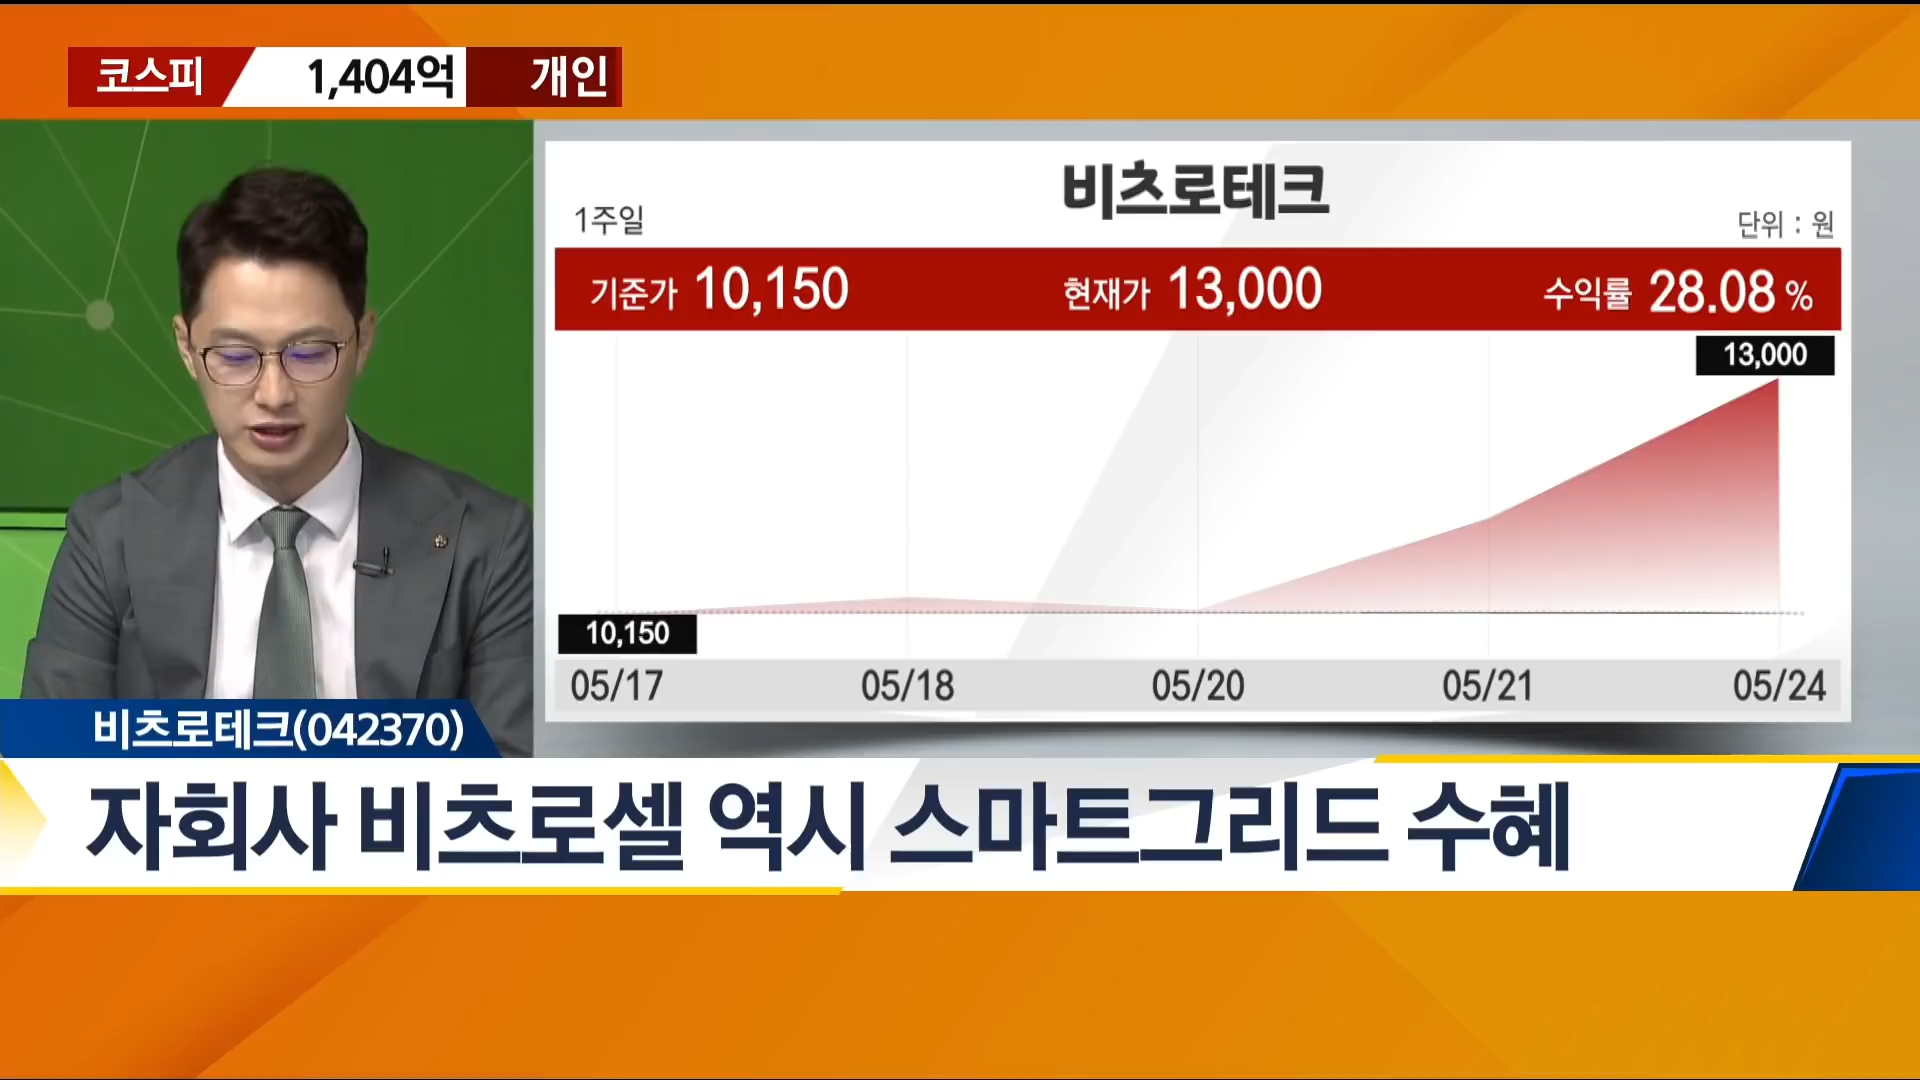 코스피 1,404억 개인
비츠로테크
1주일
단위 : 원
기준가 10,150 현재가 13,000 수익률 28.08 %
13,000
10,150
05/17 05/18 05/20 05/21 05/24
비츠로테크(042370)
자회사 비츠로셀 역시 스마트그리드 수혜